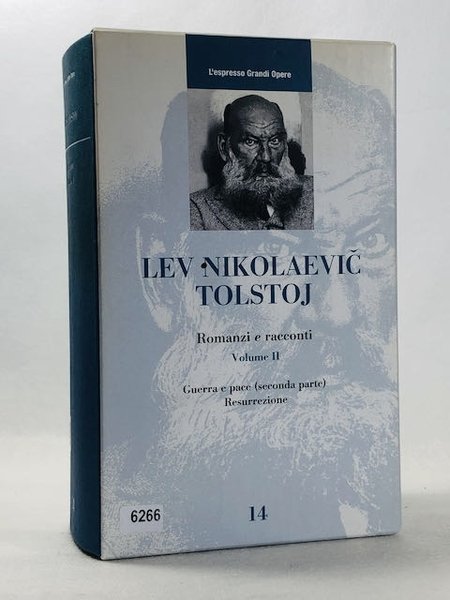 L'espresso Grandi Opere
LEV NIKOLAEVIČ
TOLSTOJ
Romanzi e racconti
Volume II
Guerra e pace (seconda parte)
Resurrezione
14
6266